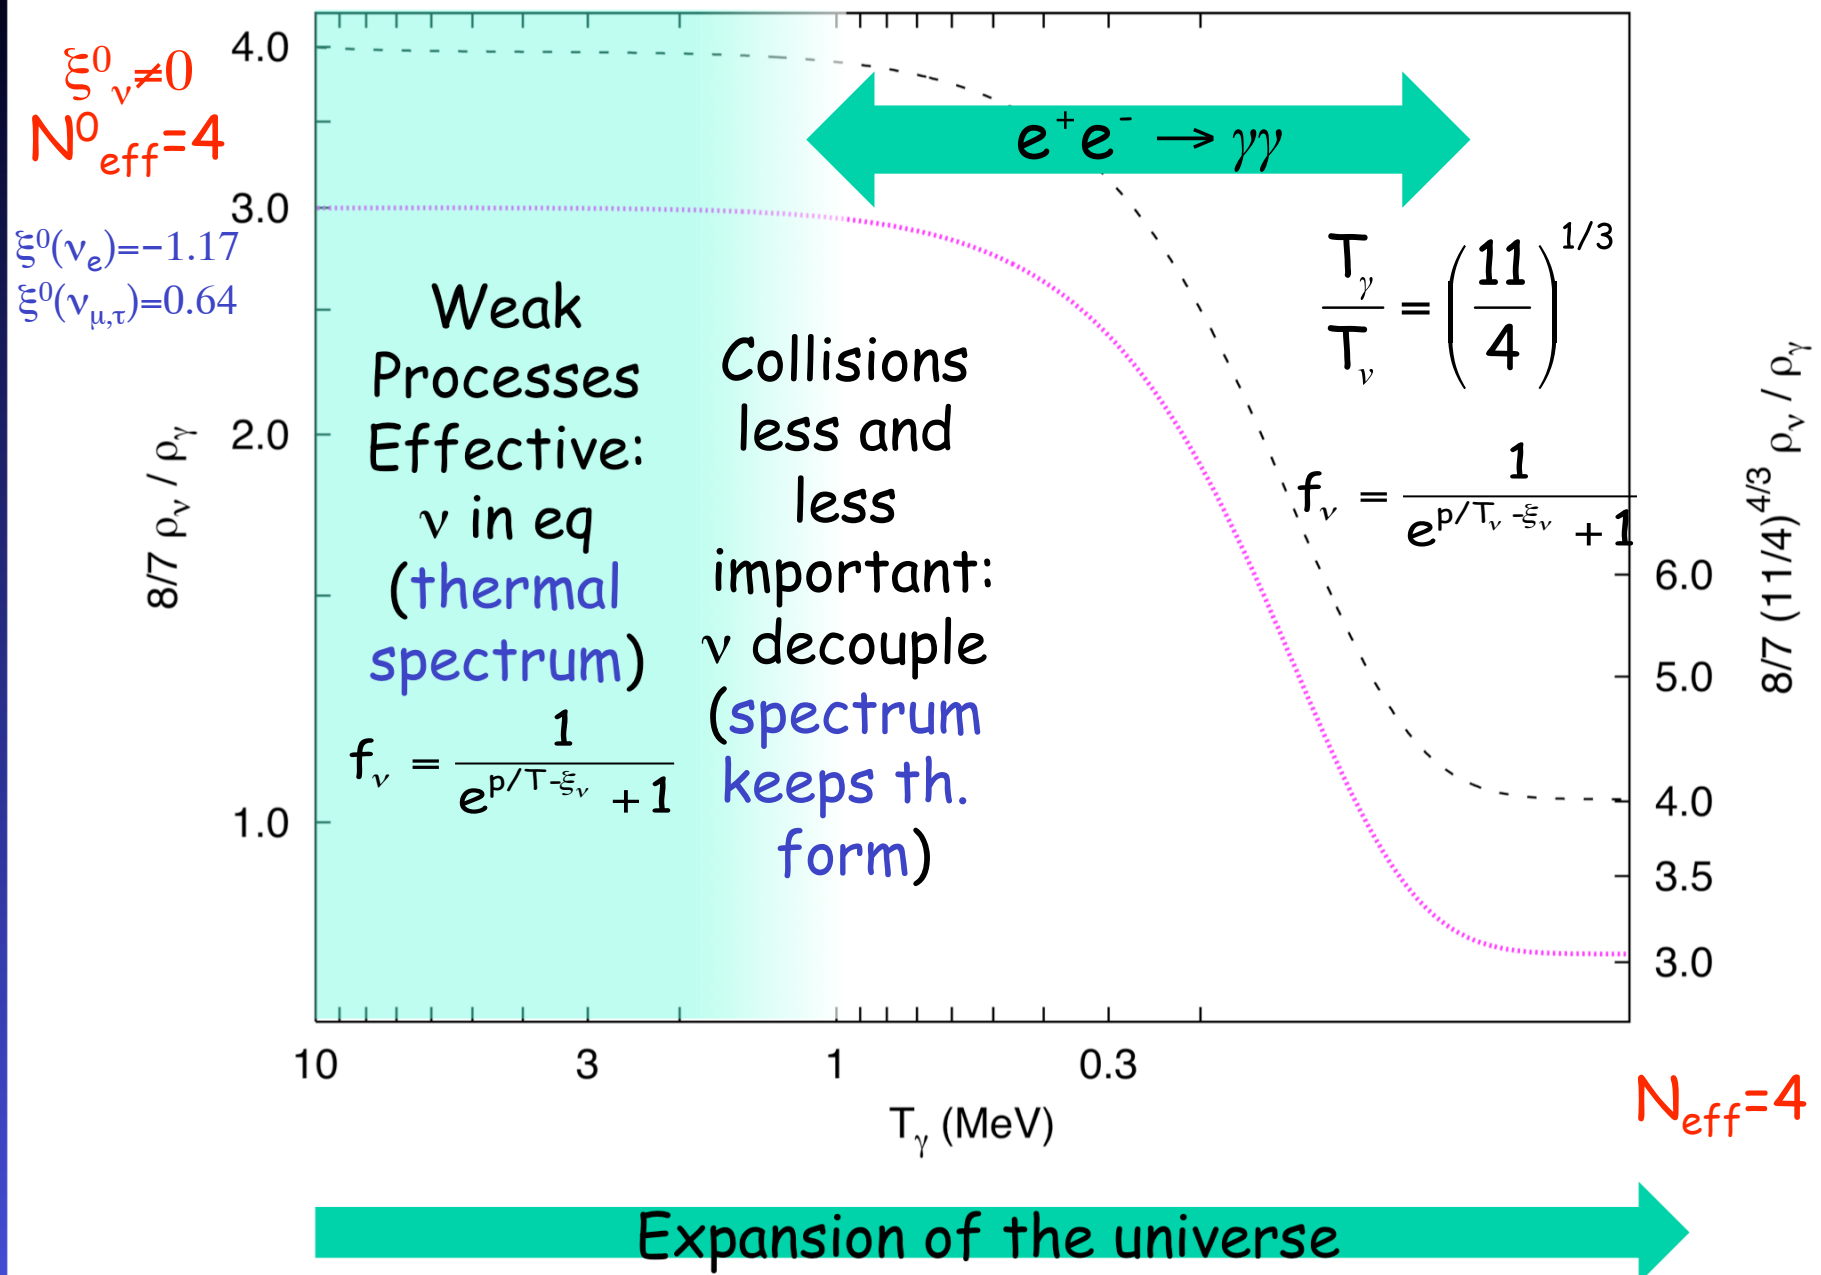 ξ⁰ᵥ≠0
N⁰eff=4
ξ⁰(νe)=−1.17
ξ⁰(νμ,τ)=0.64
8/7 ρν / ργ
4.0
3.0
2.0
1.0
e⁺e⁻ → γγ
Weak
Processes
Effective:
ν in eq
(thermal
spectrum)
fν = 1 / (e^(p/T-ξν) + 1)
Collisions
less and
less
important:
ν decouple
(spectrum
keeps th.
form)
Tγ / Tν = (11/4)^1/3
fν = 1 / (e^(p/Tν-ξν) + 1)
6.0
5.0
4.0
3.5
3.0
8/7 (11/4)^4/3 ρν / ργ
10 3 1 0.3
Tγ (MeV)
Neff=4
Expansion of the universe